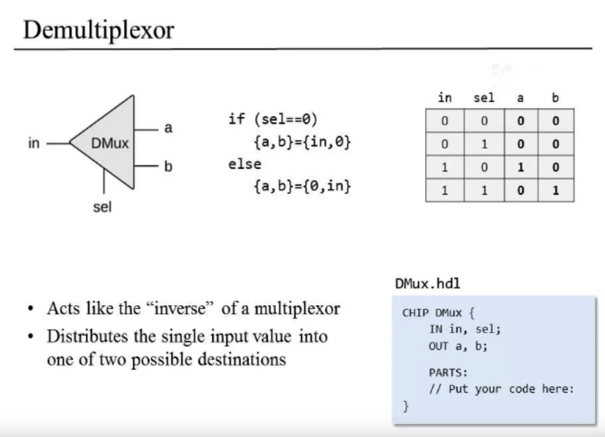 Demultiplexor
in
DMux
a
b
sel
if (sel==0)
{a,b}={in,0}
else
{a,b}={0,in}
in sel a b
0 0 0 0
0 1 0 0
1 0 1 0
1 1 0 1
• Acts like the “inverse” of a multiplexor
• Distributes the single input value into
one of two possible destinations
DMux.hdl
CHIP DMux {
IN in, sel;
OUT a, b;
PARTS:
// Put your code here:
}